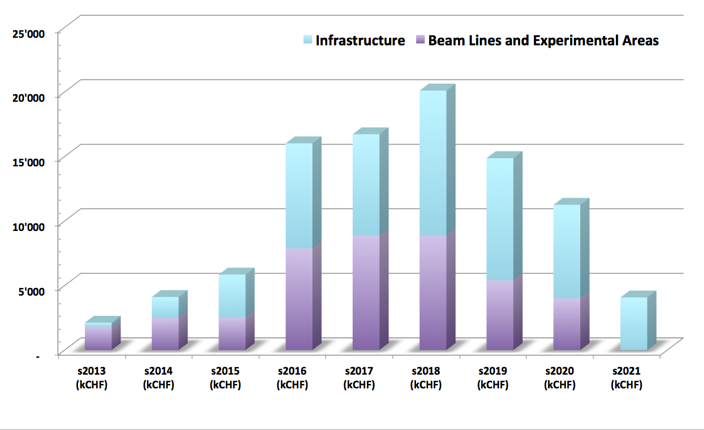 25'000
Infrastructure Beam Lines and Experimental Areas
20'000
15'000
10'000
5'000
-
s2013 s2014 s2015 s2016 s2017 s2018 s2019 s2020 s2021
(kCHF) (kCHF) (kCHF) (kCHF) (kCHF) (kCHF) (kCHF) (kCHF) (kCHF)